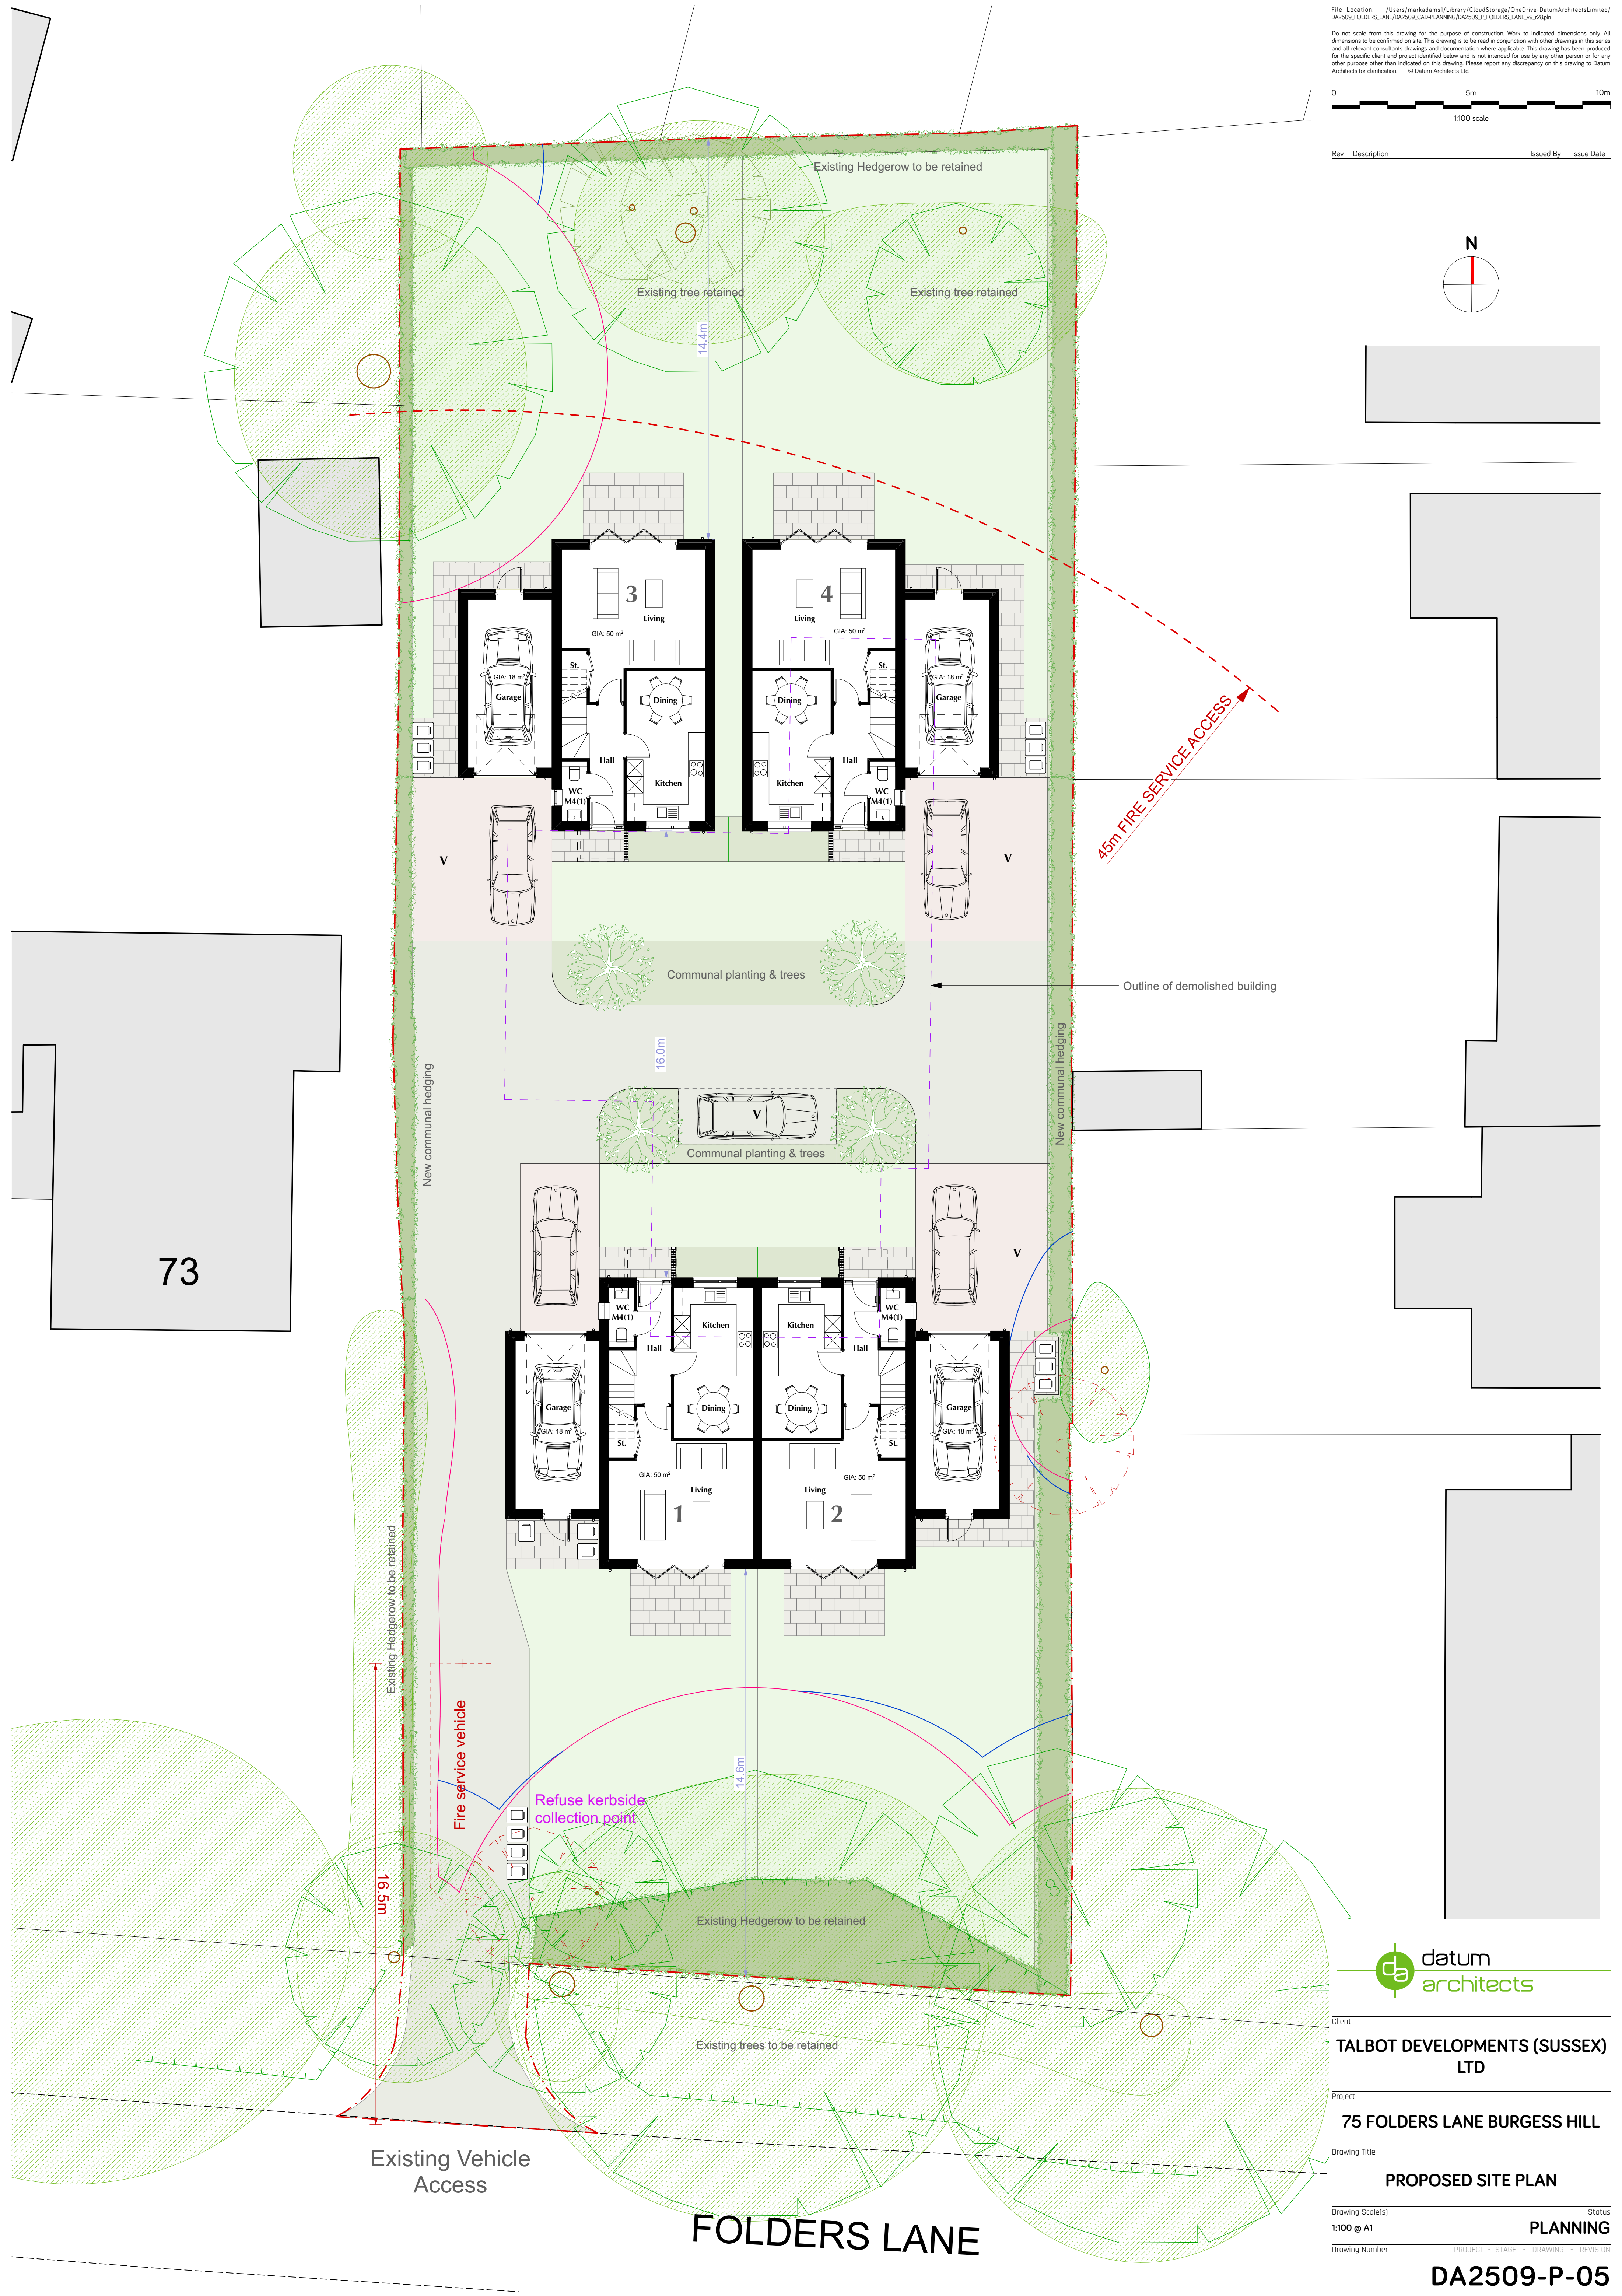 File Location: /Users/markadams1/Library/CloudStorage/OneDrive-DatumArchitectsLimited/
DA2509_FOLDERS_LANE/DA2509_CAD-PLANNING/DA2509_P_FOLDERS_LANE_v9_r28.pln
Do not scale from this drawing for the purpose of construction. Work to indicated dimensions only. All
dimensions to be confirmed on site. This drawing is to be read in conjunction with other drawings in this series
and all relevant consultants drawings and documentation where applicable. This drawing has been produced
for the specific client and project identified below and is not intended for use by any other person or for any
other purpose other than indicated on this drawing. Please report any discrepancy on this drawing to Datum
Architects for clarification. © Datum Architects Ltd.
0 5m 10m
1:100 scale
Rev Description Issued By Issue Date
N
Existing Hedgerow to be retained
Existing tree retained
Existing tree retained
14.4m
3
Living
GIA: 50 m²
St.
Dining
Hall
Kitchen
WC
M4(1)
GIA: 18 m²
Garage
V
4
Living
GIA: 50 m²
St.
Dining
Hall
Kitchen
WC
M4(1)
GIA: 18 m²
Garage
V
45m FIRE SERVICE ACCESS
Communal planting & trees
Outline of demolished building
16.0m
New communal hedging
New communal hedging
V
Communal planting & trees
73
V
WC
M4(1)
Kitchen
Hall
Dining
St.
GIA: 50 m²
Living
1
Garage
GIA: 18 m²
Kitchen
WC
M4(1)
Hall
Dining
St.
GIA: 50 m²
Living
2
Garage
GIA: 18 m²
Existing Hedgerow to be retained
Fire service vehicle
16.5m
14.6m
Refuse kerbside
collection point
Existing Hedgerow to be retained
Existing trees to be retained
Existing Vehicle
Access
FOLDERS LANE
da
datum
architects
Client
TALBOT DEVELOPMENTS (SUSSEX)
LTD
Project
75 FOLDERS LANE BURGESS HILL
Drawing Title
PROPOSED SITE PLAN
Drawing Scale(s) Status
1:100 @ A1 PLANNING
Drawing Number PROJECT - STAGE - DRAWING - REVISION
DA2509-P-05